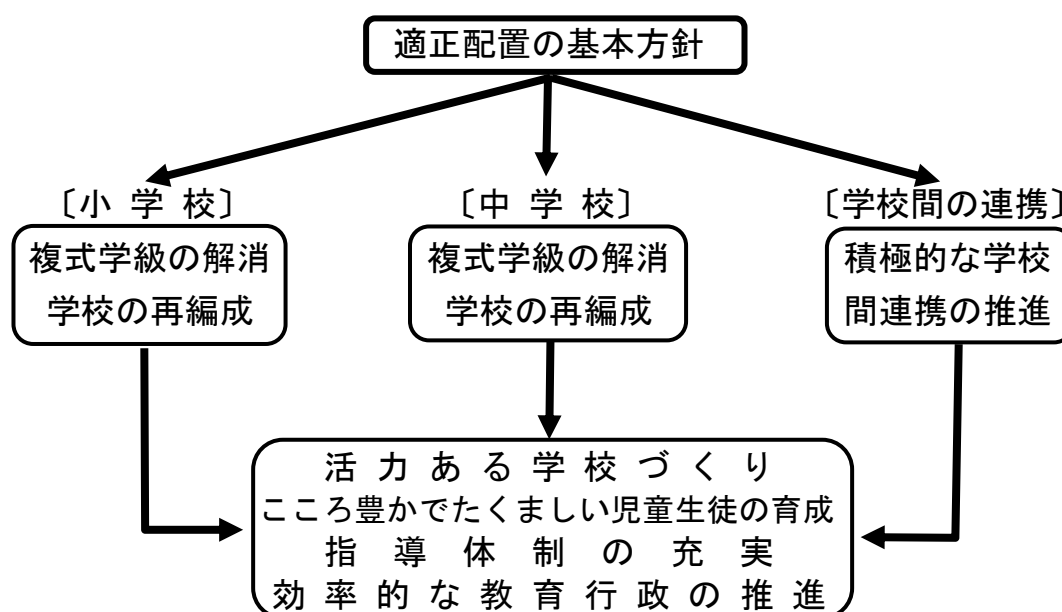 適正配置の基本方針
〔小学校〕
複式学級の解消
学校の再編成
〔中学校〕
複式学級の解消
学校の再編成
〔学校間の連携〕
積極的な学校
間連携の推進
活力ある学校づくり
こころ豊かでたくましい児童生徒の育成
指導体制の充実
効率的な教育行政の推進